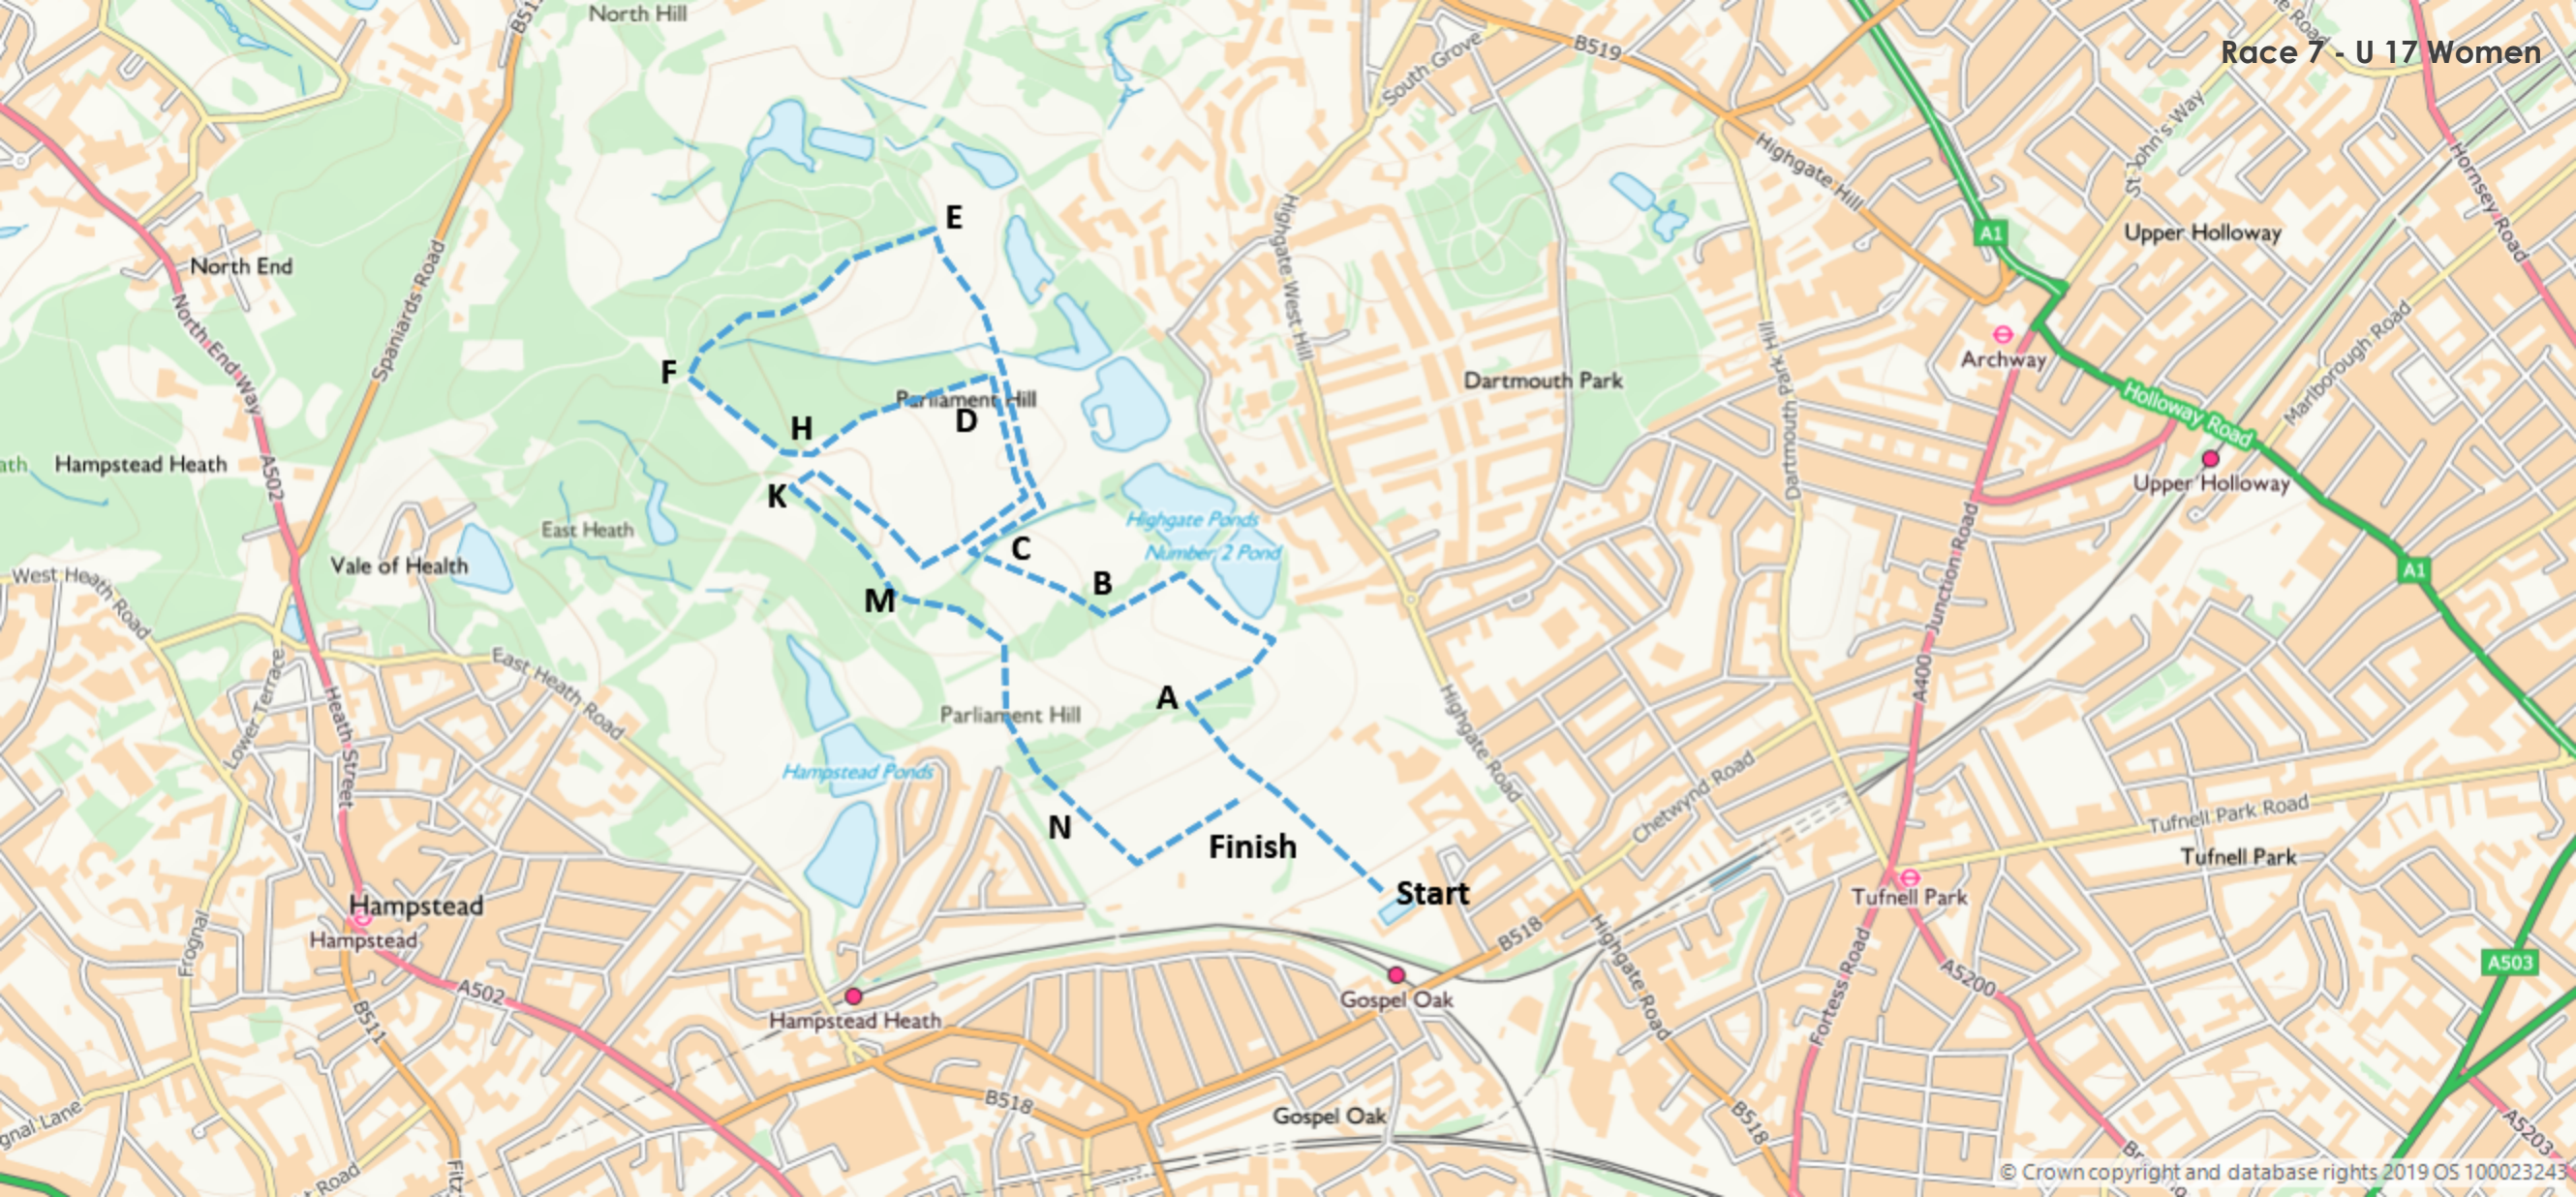 North Hill
B519
South Grove
Race 7 - U 17 Women
St. John's Way
Hornsey Road
Highgate Hill
Highgate West Hill
E
A1
Upper Holloway
North End
Spaniards Road
North End Way
Archway
Dartmouth Park Hill
Marlborough Road
F
Dartmouth Park
Parliament Hill
D
H
Holloway Road
Hampstead Heath
A502
K
Upper Holloway
East Heath
Highgate Ponds
Number 2 Pond
C
Vale of Health
A1
West Heath Road
B
M
Junction Road
A400
East Heath Road
Lower Terrace
Heath Street
A
Parliament Hill
Highgate Road
Hampstead Ponds
Chetwynd Road
Tufnell Park Road
N
Finish
Tufnell Park
Start
Tufnell Park
Hampstead
Hampstead
Frognal
B518
A502
B511
Highgate Road
Fortess Road
A5200
A503
Gospel Oak
Hampstead Heath
B518
Gospel Oak
B518
A5203
© Crown copyright and database rights 2019 OS 100023243